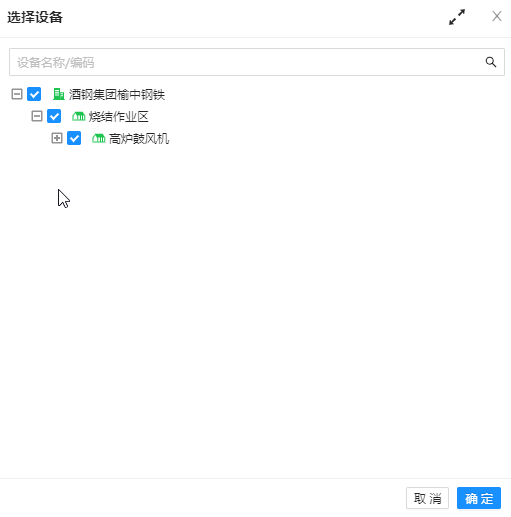 选择设备
设备名称/编码
酒钢集团榆中钢铁
烧结作业区
高炉鼓风机
取 消
确 定